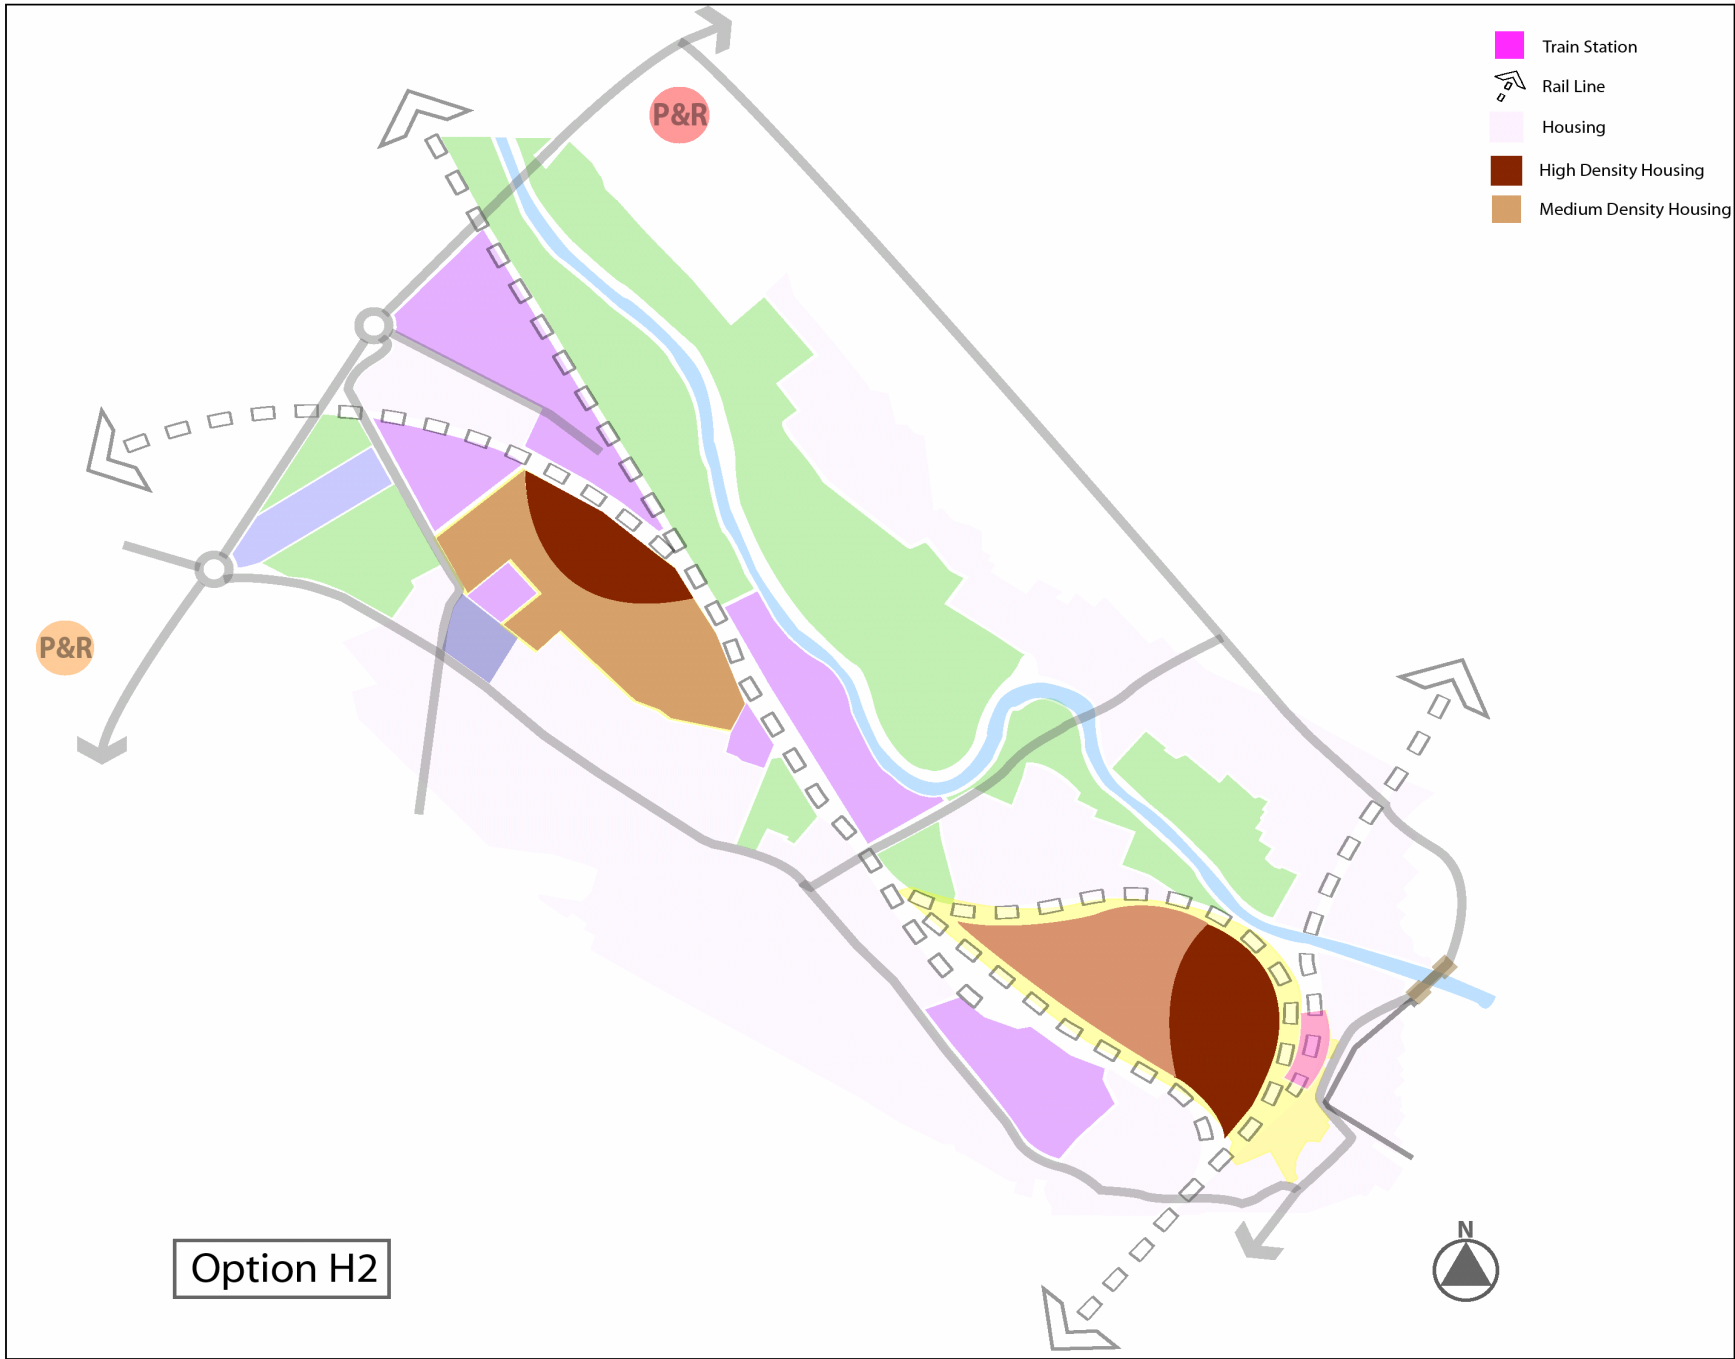 Train Station
Rail Line
Housing
High Density Housing
Medium Density Housing
P&R
P&R
N
Option H2